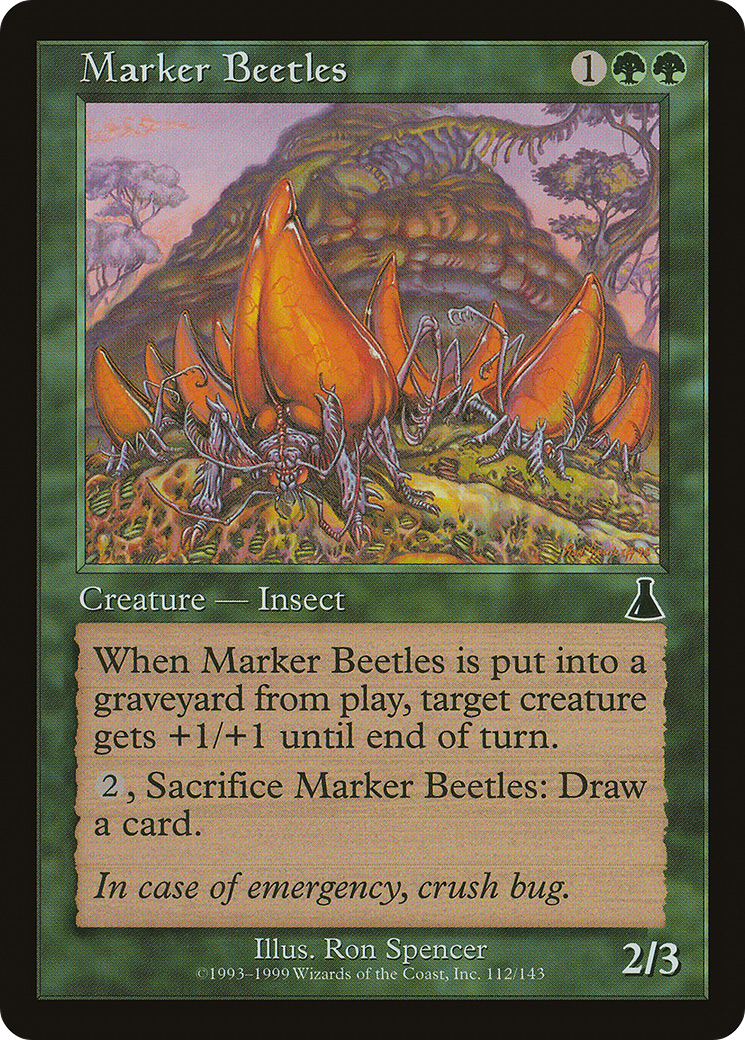 Marker Beetles 1
Creature — Insect
When Marker Beetles is put into a
graveyard from play, target creature
gets +1/+1 until end of turn.
2, Sacrifice Marker Beetles: Draw
a card.
In case of emergency, crush bug.
Illus. Ron Spencer
©1993–1999 Wizards of the Coast, Inc. 112/143
2/3